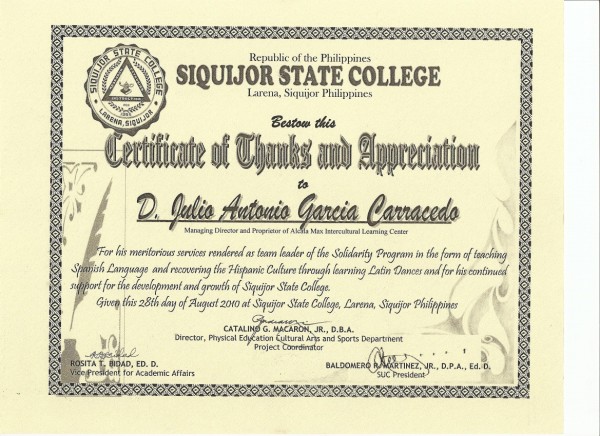 Republic of the Philippines
SIQUIJOR STATE COLLEGE
Larena, Siquijor Philippines
SIQUIJOR STATE COLLEGE
LARENA, SIQUIJOR
Bestow this
Certificate of Thanks and Appreciation
to
D. Julio Antonio Garcia Carracedo
Managing Director and Proprietor of Alcala Max Intercultural Learning Center
For his meritorious services rendered as team leader of the Solidarity Program in the form of teaching
Spanish Language and recovering the Hispanic Culture through learning Latin Dances and for his continued
support for the development and growth of Siquijor State College.
Given this 28th day of August 2010 at Siquijor State College, Larena, Siquijor Philippines
CATALINO G. MACARON, JR., D.B.A.
Director, Physical Education Cultural Arts and Sports Department
Project Coordinator
ROSITA T. BIDAD, ED. D.
Vice President for Academic Affairs
BALDOMERO R. MARTINEZ, JR., D.P.A., Ed. D.
SUC President